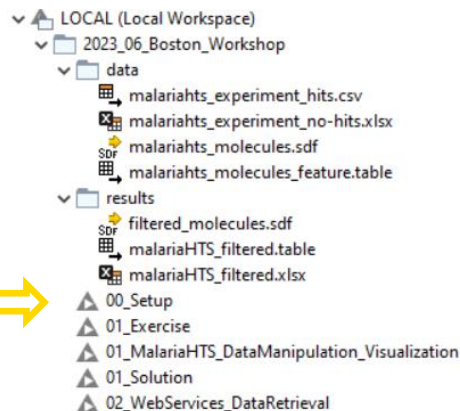 LOCAL (Local Workspace)
2023_06_Boston_Workshop
data
malariahts_experiment_hits.csv
malariahts_experiment_no-hits.xlsx
SDF malariahts_molecules.sdf
malariahts_molecules_feature.table
results
SDF filtered_molecules.sdf
malariaHTS_filtered.table
malariaHTS_filtered.xlsx
00_Setup
01_Exercise
01_MalariaHTS_DataManipulation_Visualization
01_Solution
02_WebServices_DataRetrieval